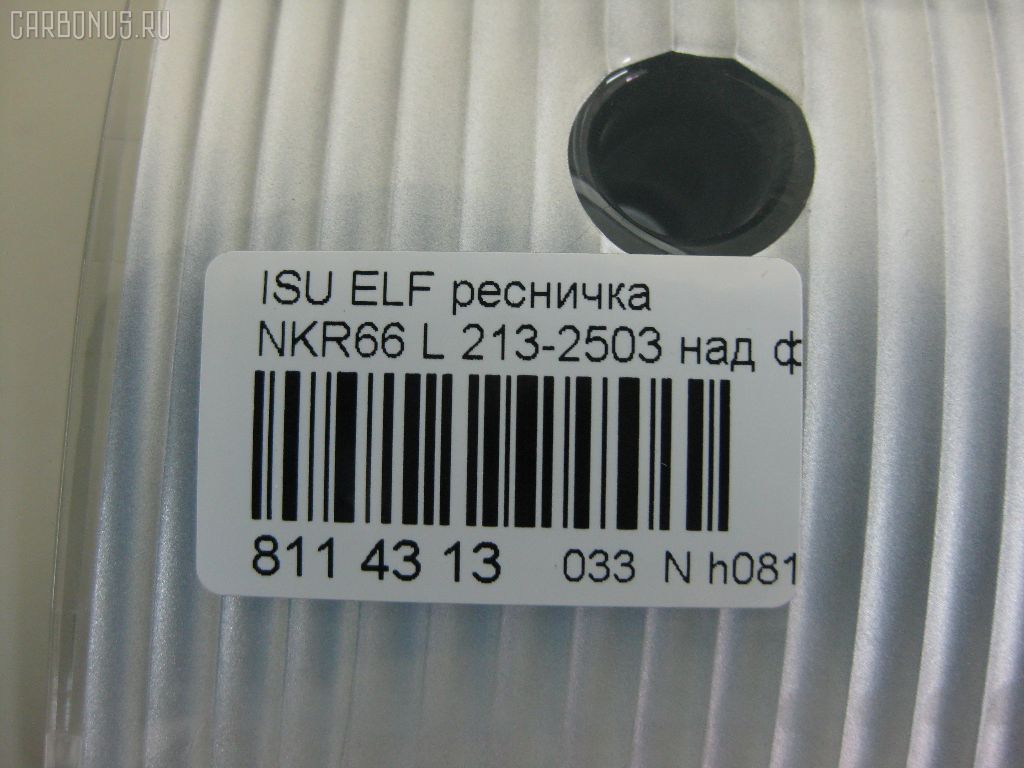 CARBONUS.RU
ISU ELF ресничка
NKR66 L 213-2503 над ф
811 43 13 033 N h081